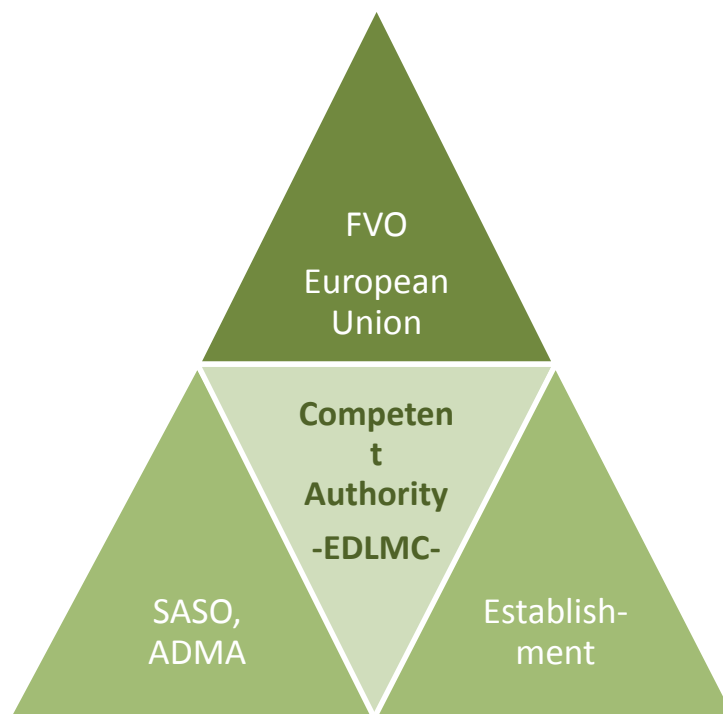 FVO
European
Union
Competen
t
Authority
-EDLMC-
SASO,
ADMA
Establish-
ment